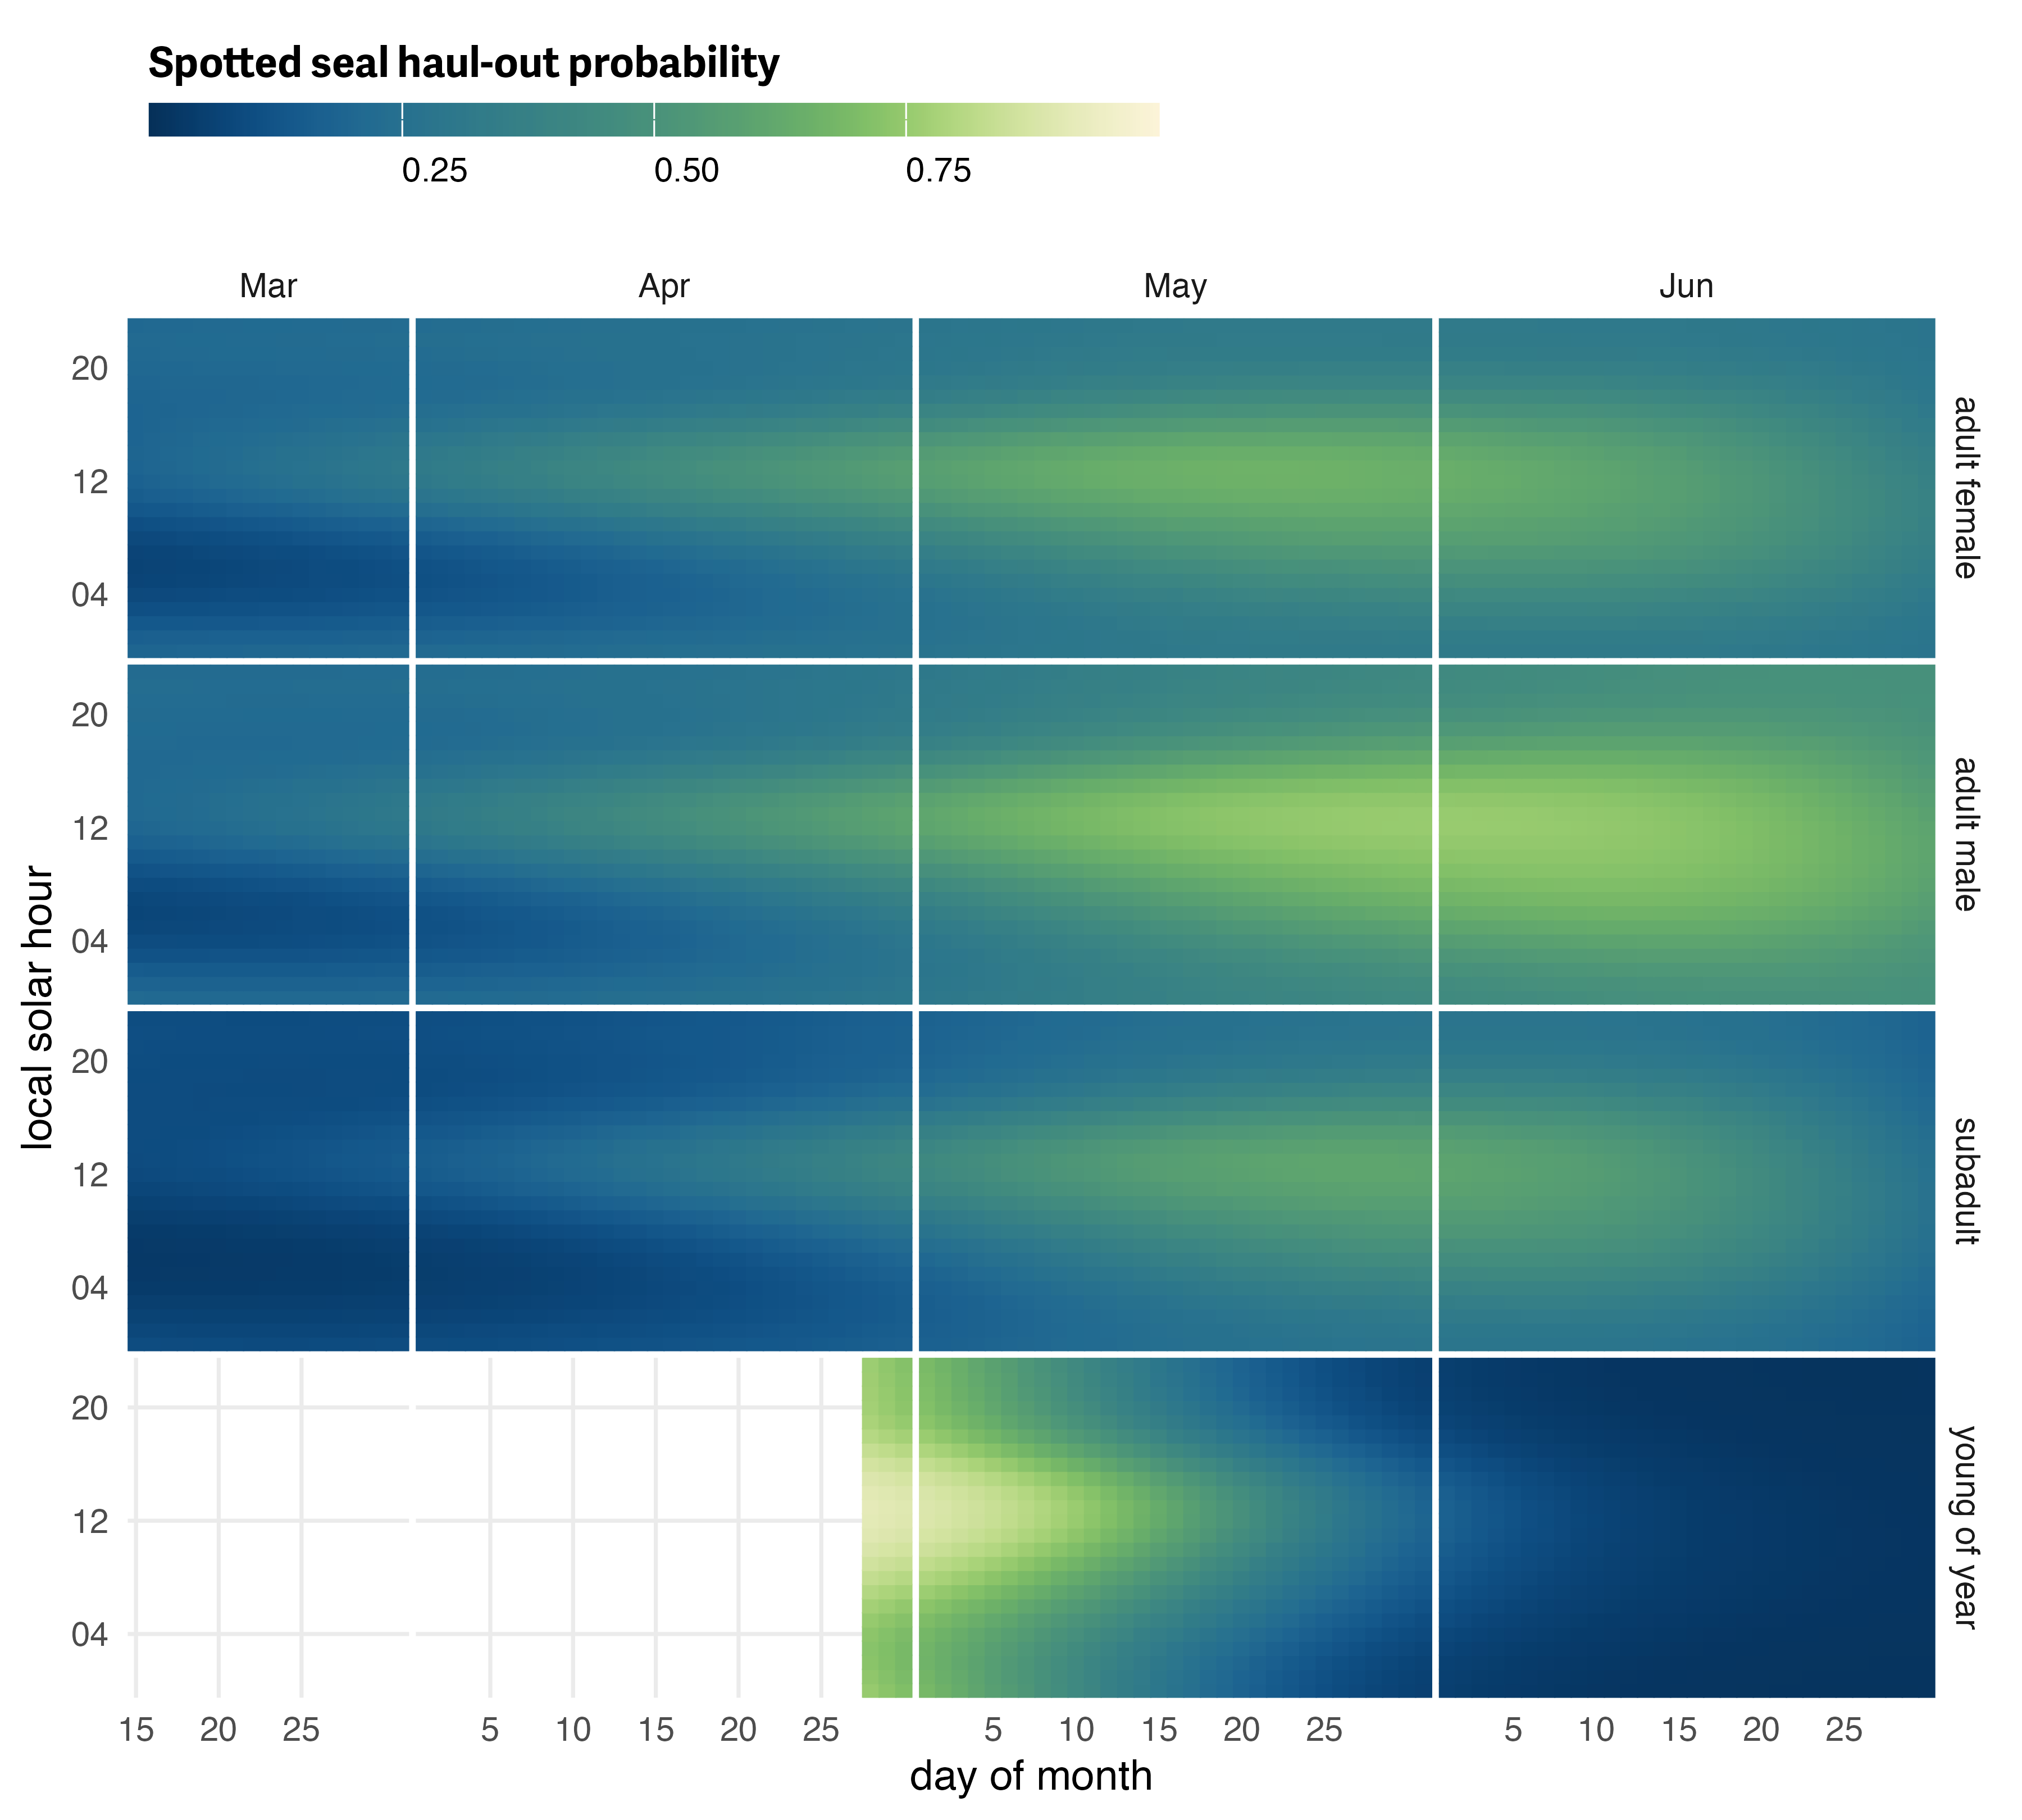 Spotted seal haul-out probability
0.25 0.50 0.75
Mar Apr May Jun
20
12
04
adult female
20
12
04
adult male
20
12
04
subadult
20
12
04
young of year
local solar hour
15 20 25 5 10 15 20 25 5 10 15 20 25 5 10 15 20 25
day of month